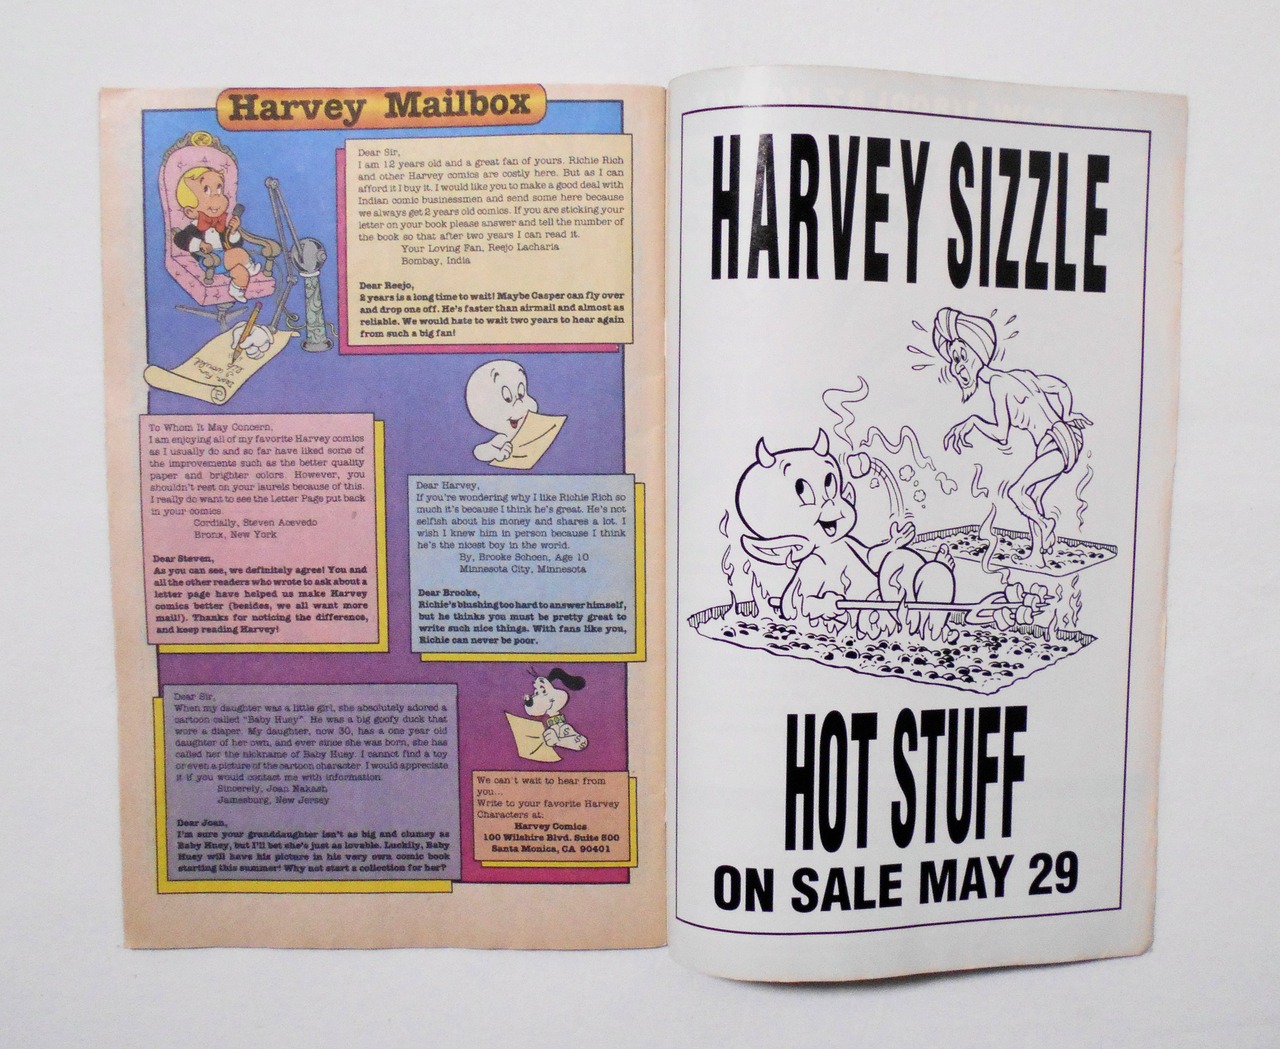 Harvey Mailbox
Dear Sir,
I am 12 years old and a great fan of yours. Richie Rich
and other Harvey comics are costly here. But as I can
afford it I buy it. I would like you to make a good deal with
Indian comic businessmen and send some here because
we always get 2 years old comics. If you are sticking your
letter on your book please answer and tell the number of
the book so that after two years I can read it.
Your Loving Fan, Reejo Lacharia
Bombay, India
Dear Reejo,
2 years is a long time to wait! Maybe Casper can fly over
and drop one off. He's faster than airmail and almost as
reliable. We would hate to wait two years to hear again
from such a big fan!
To Whom It May Concern,
I am enjoying all of my favorite Harvey comics
as I usually do and so far have liked some of
the improvements such as the better quality
paper and brighter colors. However, you
shouldn't rest on your laurels because of this.
I really do want to see the Letter Page put back
in your comics.
Cordially, Steven Acevedo
Bronx, New York
Dear Steven,
As you can see, we definitely agree! You and
all the other readers who wrote to ask about a
letter page have helped us make Harvey
comics better (besides, we all want more
mail!). Thanks for noticing the difference,
and keep reading Harvey!
Dear Harvey,
If you're wondering why I like Richie Rich so
much it's because I think he's great. He's not
selfish about his money and shares a lot. I
wish I knew him in person because I think
he's the nicest boy in the world.
By, Brooke Schoen, Age 10
Minnesota City, Minnesota
Dear Brooke,
Richie's blushing too hard to answer himself,
but he thinks you must be pretty great to
write such nice things. With fans like you,
Richie can never be poor.
Dear Sir,
When my daughter was a little girl, she absolutely adored a
cartoon called "Baby Huey". He was a big goofy duck that
wore a diaper. My daughter, now 30, has a one year old
daughter of her own, and ever since she was born, she has
called her the nickname of Baby Huey. I cannot find a toy
or even a picture of the cartoon character. I would appreciate
it if you would contact me with information.
Sincerely, Joan Nakash
Jamesburg, New Jersey
Dear Joan,
I'm sure your granddaughter isn't as big and clumsy as
Baby Huey, but I'll bet she's just as lovable. Luckily, Baby
Huey will have his picture in his very own comic book
starting this summer! Why not start a collection for her?
We can't wait to hear from
you...
Write to your favorite Harvey
Characters at:
Harvey Comics
100 Wilshire Blvd. Suite 500
Santa Monica, CA 90401
HARVEY SIZZLE
HOT STUFF
ON SALE MAY 29